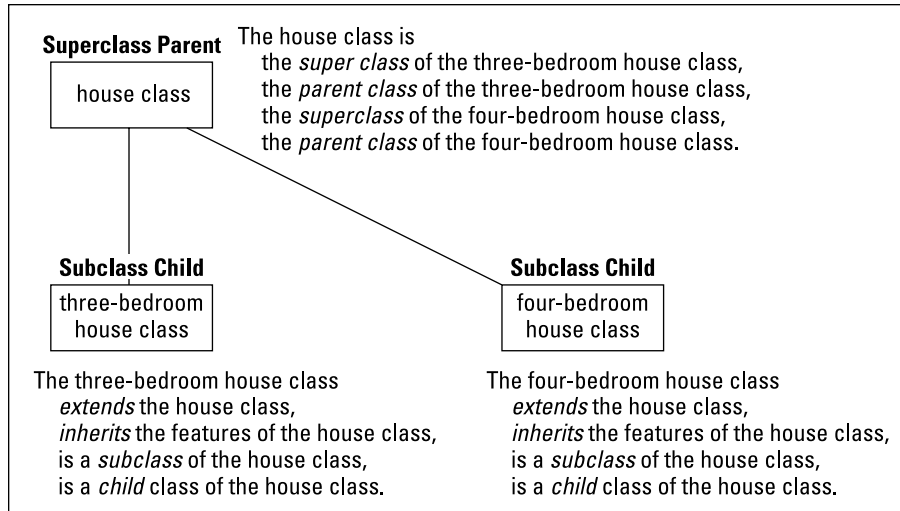 Superclass Parent
house class
The house class is
the super class of the three-bedroom house class,
the parent class of the three-bedroom house class,
the superclass of the four-bedroom house class,
the parent class of the four-bedroom house class.
Subclass Child
three-bedroom
house class
The three-bedroom house class
extends the house class,
inherits the features of the house class,
is a subclass of the house class,
is a child class of the house class.
Subclass Child
four-bedroom
house class
The four-bedroom house class
extends the house class,
inherits the features of the house class,
is a subclass of the house class,
is a child class of the house class.